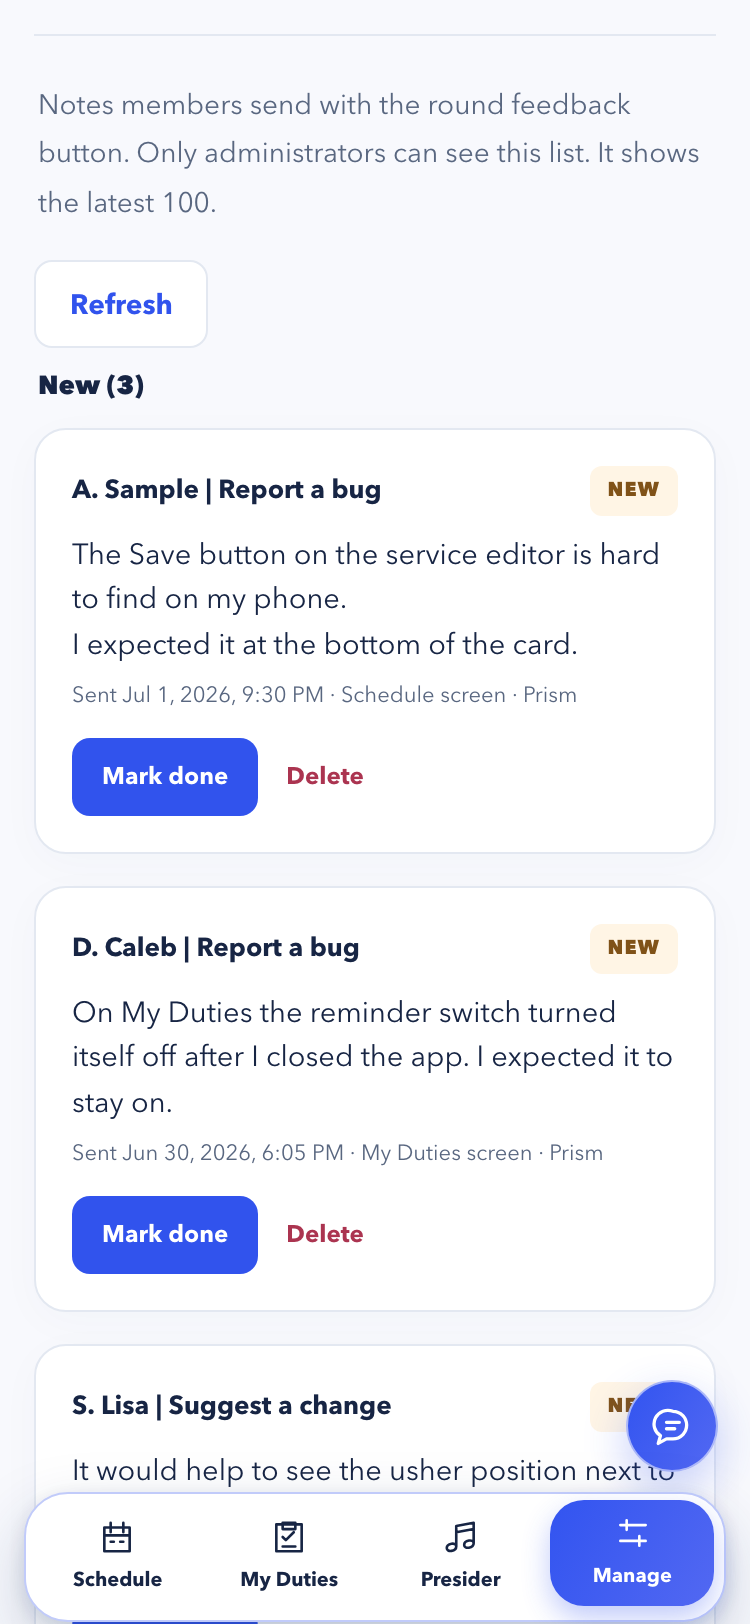 Notes members send with the round feedback
button. Only administrators can see this list. It shows
the latest 100.
Refresh
New (3)
A. Sample | Report a bug
NEW
The Save button on the service editor is hard
to find on my phone.
I expected it at the bottom of the card.
Sent Jul 1, 2026, 9:30 PM · Schedule screen · Prism
Mark done
Delete
D. Caleb | Report a bug
NEW
On My Duties the reminder switch turned
itself off after I closed the app. I expected it to
stay on.
Sent Jun 30, 2026, 6:05 PM · My Duties screen · Prism
Mark done
Delete
S. Lisa | Suggest a change
It would help to see the usher position next to
Schedule
My Duties
Presider
Manage